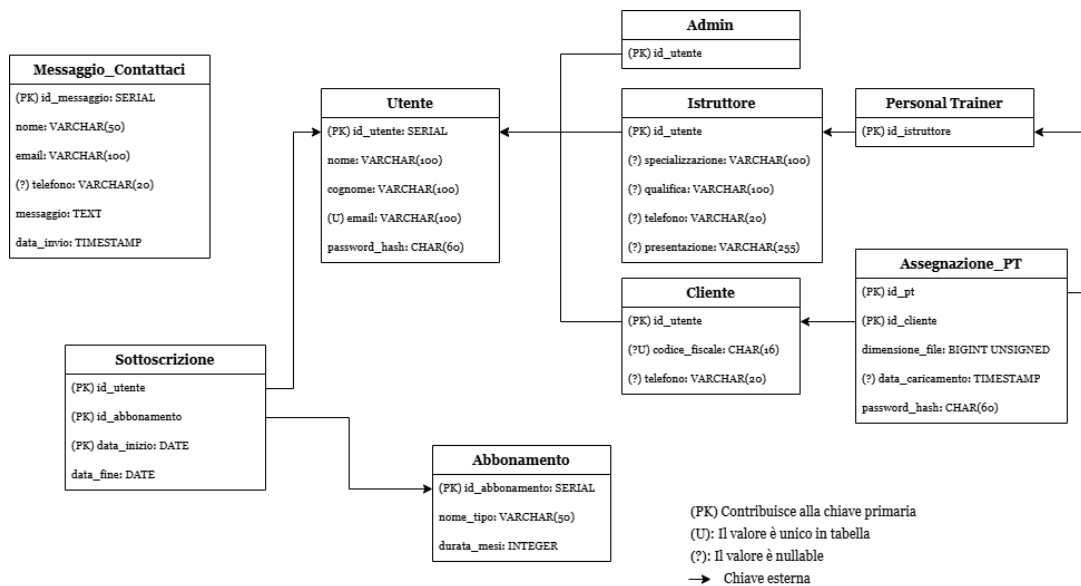 Admin
(PK) id_utente
Messaggio_Contattaci
(PK) id_messaggio: SERIAL
nome: VARCHAR(50)
email: VARCHAR(100)
(?) telefono: VARCHAR(20)
messaggio: TEXT
data_invio: TIMESTAMP
Utente
(PK) id_utente: SERIAL
nome: VARCHAR(100)
cognome: VARCHAR(100)
(U) email: VARCHAR(100)
password_hash: CHAR(60)
Istruttore
(PK) id_utente
(?) specializzazione: VARCHAR(100)
(?) qualifica: VARCHAR(100)
(?) telefono: VARCHAR(20)
(?) presentazione: VARCHAR(255)
Personal Trainer
(PK) id_istruttore
Assegnazione_PT
(PK) id_pt
(PK) id_cliente
dimensione_file: BIGINT UNSIGNED
(?) data_caricamento: TIMESTAMP
password_hash: CHAR(60)
Cliente
(PK) id_utente
(?U) codice_fiscale: CHAR(16)
(?) telefono: VARCHAR(20)
Sottoscrizione
(PK) id_utente
(PK) id_abbonamento
(PK) data_inizio: DATE
data_fine: DATE
Abbonamento
(PK) id_abbonamento: SERIAL
nome_tipo: VARCHAR(50)
durata_mesi: INTEGER
(PK) Contribuisce alla chiave primaria
(U): Il valore è unico in tabella
(?): Il valore è nullable
Chiave esterna